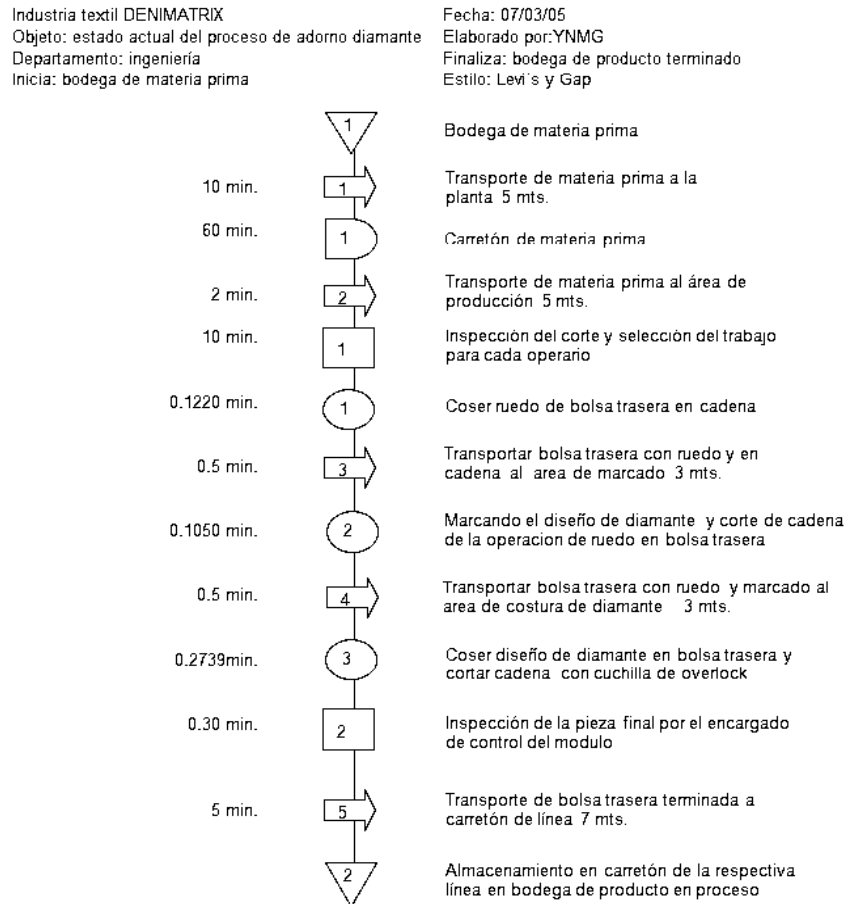 Industria textil DENIMATRIX
Objeto: estado actual del proceso de adorno diamante
Departamento: ingeniería
Inicia: bodega de materia prima
Fecha: 07/03/05
Elaborado por:YNMG
Finaliza: bodega de producto terminado
Estilo: Levi´s y Gap
1
Bodega de materia prima
10 min.
1
Transporte de materia prima a la
planta 5 mts.
60 min.
1
Carretón de materia prima
2 min.
2
Transporte de materia prima al área de
producción 5 mts.
10 min.
1
Inspección del corte y selección del trabajo
para cada operario
0.1220 min.
1
Coser ruedo de bolsa trasera en cadena
0.5 min.
3
Transportar bolsa trasera con ruedo y en
cadena al area de marcado 3 mts.
0.1050 min.
2
Marcando el diseño de diamante y corte de cadena
de la operacion de ruedo en bolsa trasera
0.5 min.
4
Transportar bolsa trasera con ruedo y marcado al
area de costura de diamante 3 mts.
0.2739min.
3
Coser diseño de diamante en bolsa trasera y
cortar cadena con cuchilla de overlock
0.30 min.
2
Inspección de la pieza final por el encargado
de control del modulo
5 min.
5
Transporte de bolsa trasera terminada a
carretón de línea 7 mts.
2
Almacenamiento en carretón de la respectiva
línea en bodega de producto en proceso